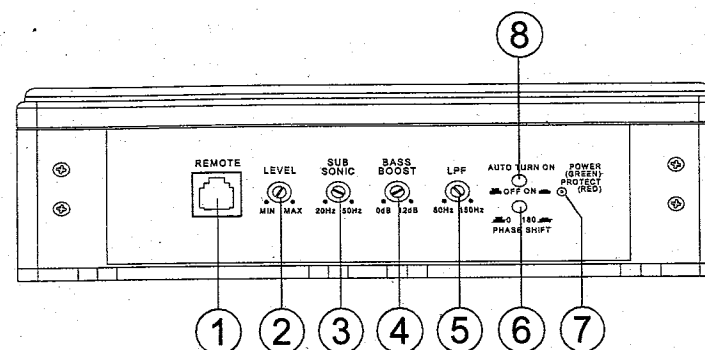 8
REMOTE
LEVEL
MIN MAX
SUB
SONIC
20Hz 50Hz
BASS
BOOST
0dB 12dB
LPF
50Hz 150Hz
AUTO TURN ON
OFF ON
0 180
PHASE SHIFT
POWER
(GREEN)
PROTECT
(RED)
1 2 3 4 5 6 7